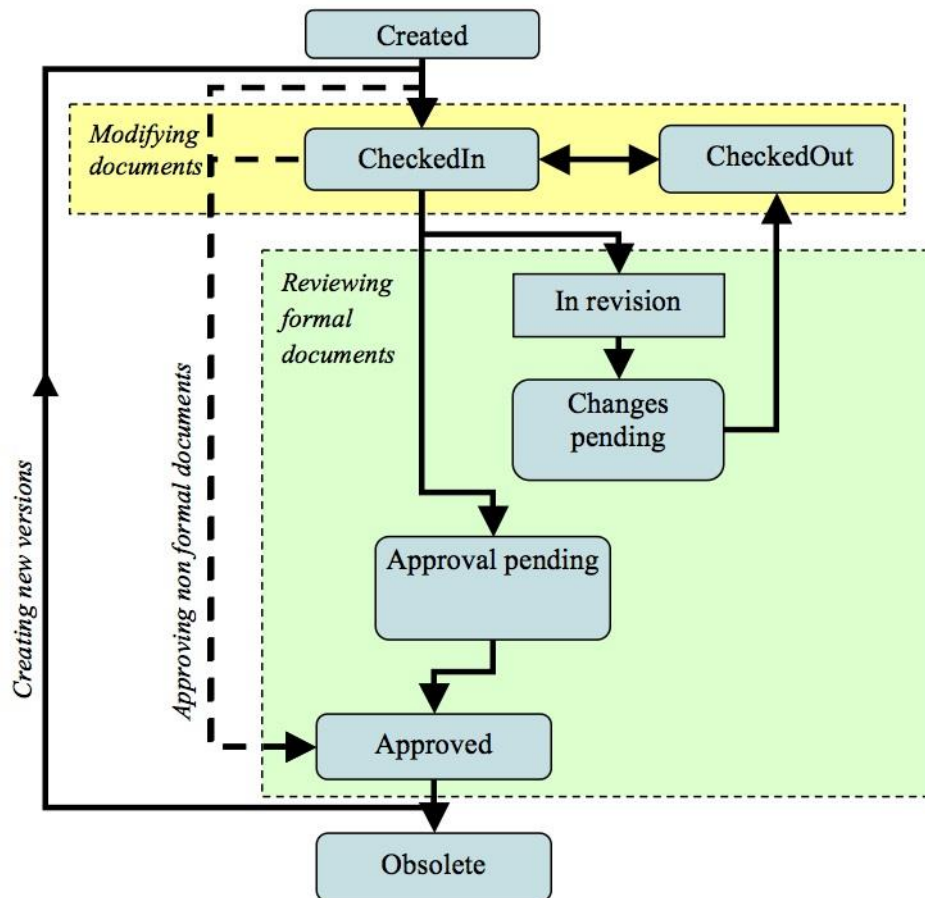 Created
Modifying
documents
CheckedIn
CheckedOut
Reviewing
formal
documents
In revision
Changes
pending
Creating new versions
Approving non formal documents
Approval pending
Approved
Obsolete